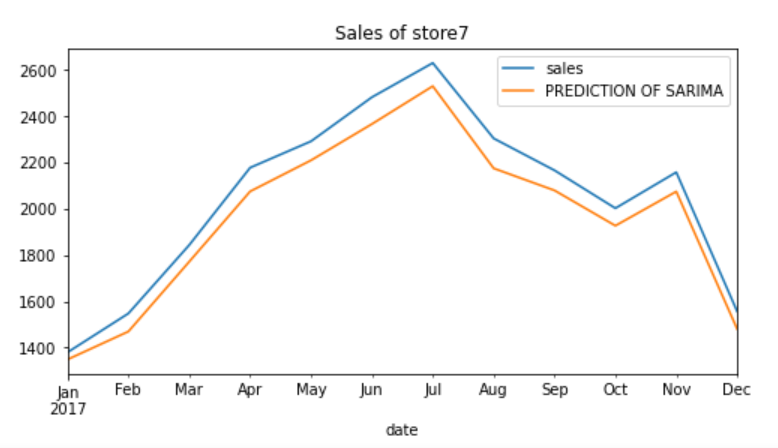 Sales of store7
sales
PREDICTION OF SARIMA
2600
2400
2200
2000
1800
1600
1400
Jan Feb Mar Apr May Jun Jul Aug Sep Oct Nov Dec
2017
date